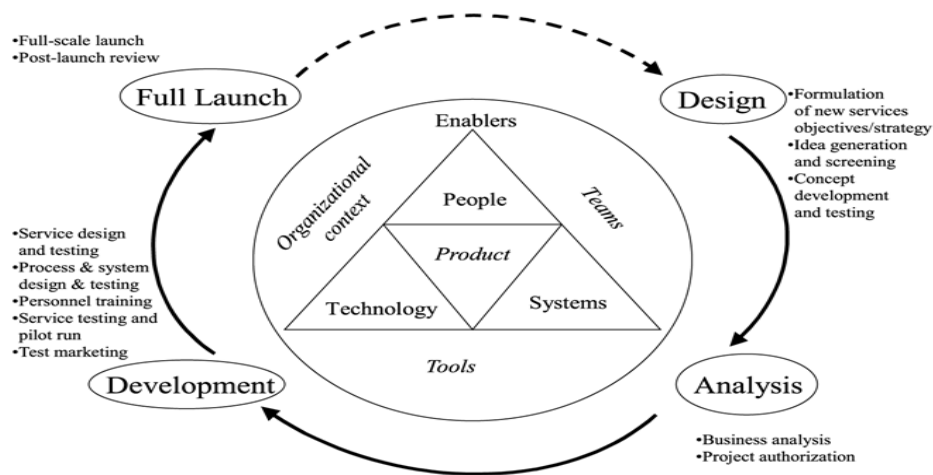 •Full-scale launch
•Post-launch review
Full Launch
Design
•Formulation
of new services
objectives/strategy
•Idea generation
and screening
•Concept
development
and testing
Enablers
Organizational
context
Teams
People
Product
Technology
Systems
Tools
•Service design
and testing
•Process & system
design & testing
•Personnel training
•Service testing and
pilot run
•Test marketing
Development
Analysis
•Business analysis
•Project authorization